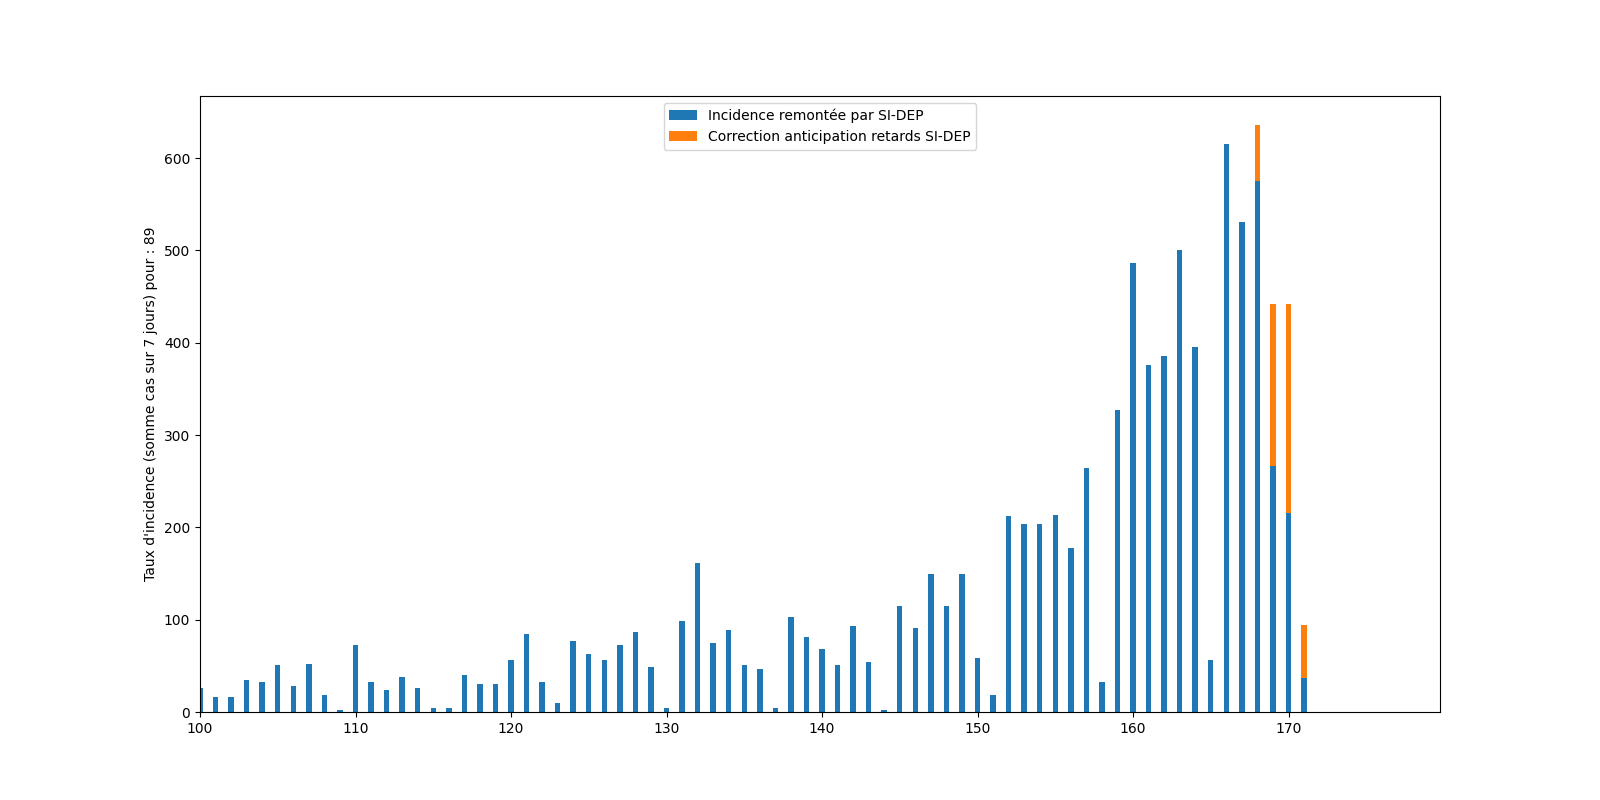 Incidence remontée par SI-DEP
Correction anticipation retards SI-DEP
Taux d'incidence (somme cas sur 7 jours) pour : 89
600
500
400
300
200
100
0
100 110 120 130 140 150 160 170